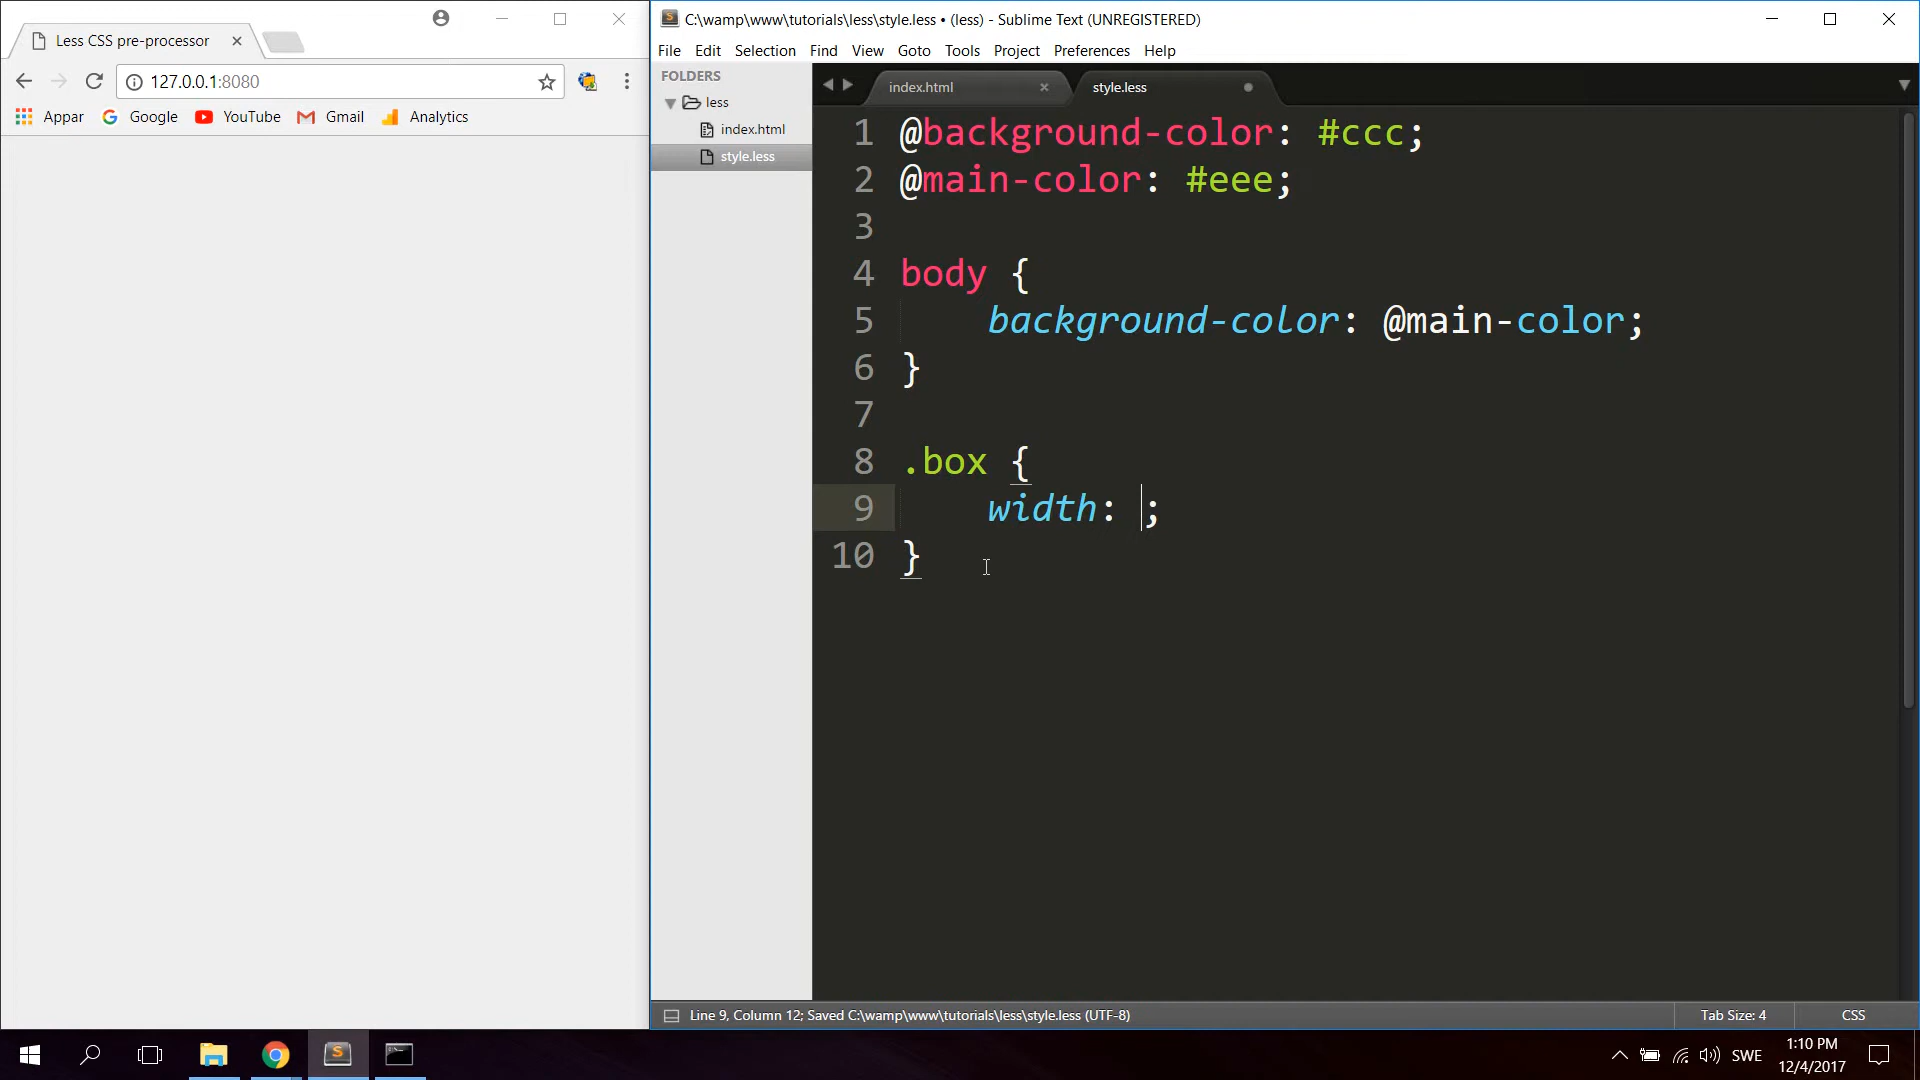 Less CSS pre-processor
127.0.0.1:8080
Appar Google YouTube Gmail Analytics
C:\wamp\www\tutorials\less\style.less • (less) - Sublime Text (UNREGISTERED)
File Edit Selection Find View Goto Tools Project Preferences Help
FOLDERS
less
index.html
style.less
index.html style.less
1 @background-color: #ccc;
2 @main-color: #eee;
3
4 body {
5 background-color: @main-color;
6 }
7
8 .box {
9 width: ;
10 }
Line 9, Column 12; Saved C:\wamp\www\tutorials\less\style.less (UTF-8) Tab Size: 4 CSS
SWE
1:10 PM
12/4/2017